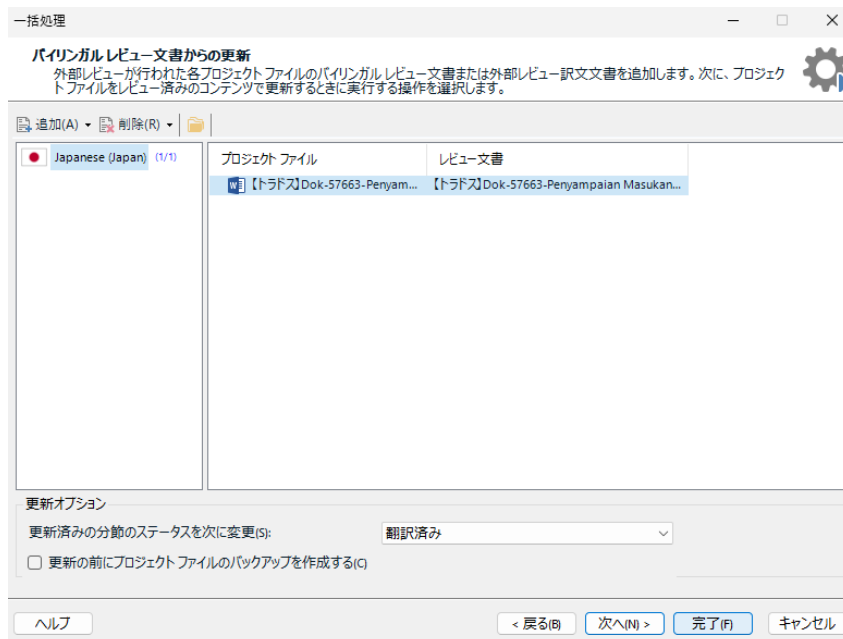 一括処理
バイリンガル レビュー文書からの更新
外部レビューが行われた各プロジェクト ファイルのバイリンガル レビュー文書または外部レビュー訳文文書を追加します。次に、プロジェク
トファイルをレビュー済みのコンテンツで更新するときに実行する操作を選択します。
追加(A) 削除(R)
Japanese (Japan) (1/1)
プロジェクト ファイル レビュー文書
【トラドス】Dok-57663-Penyam... 【トラドス】Dok-57663-Penyampaian Masukan...
更新オプション
更新済みの分節のステータスを次に変更(S): 翻訳済み
更新の前にプロジェクト ファイルのバックアップを作成する(C)
ヘルプ < 戻る(B) 次へ(N) > 完了(F) キャンセル